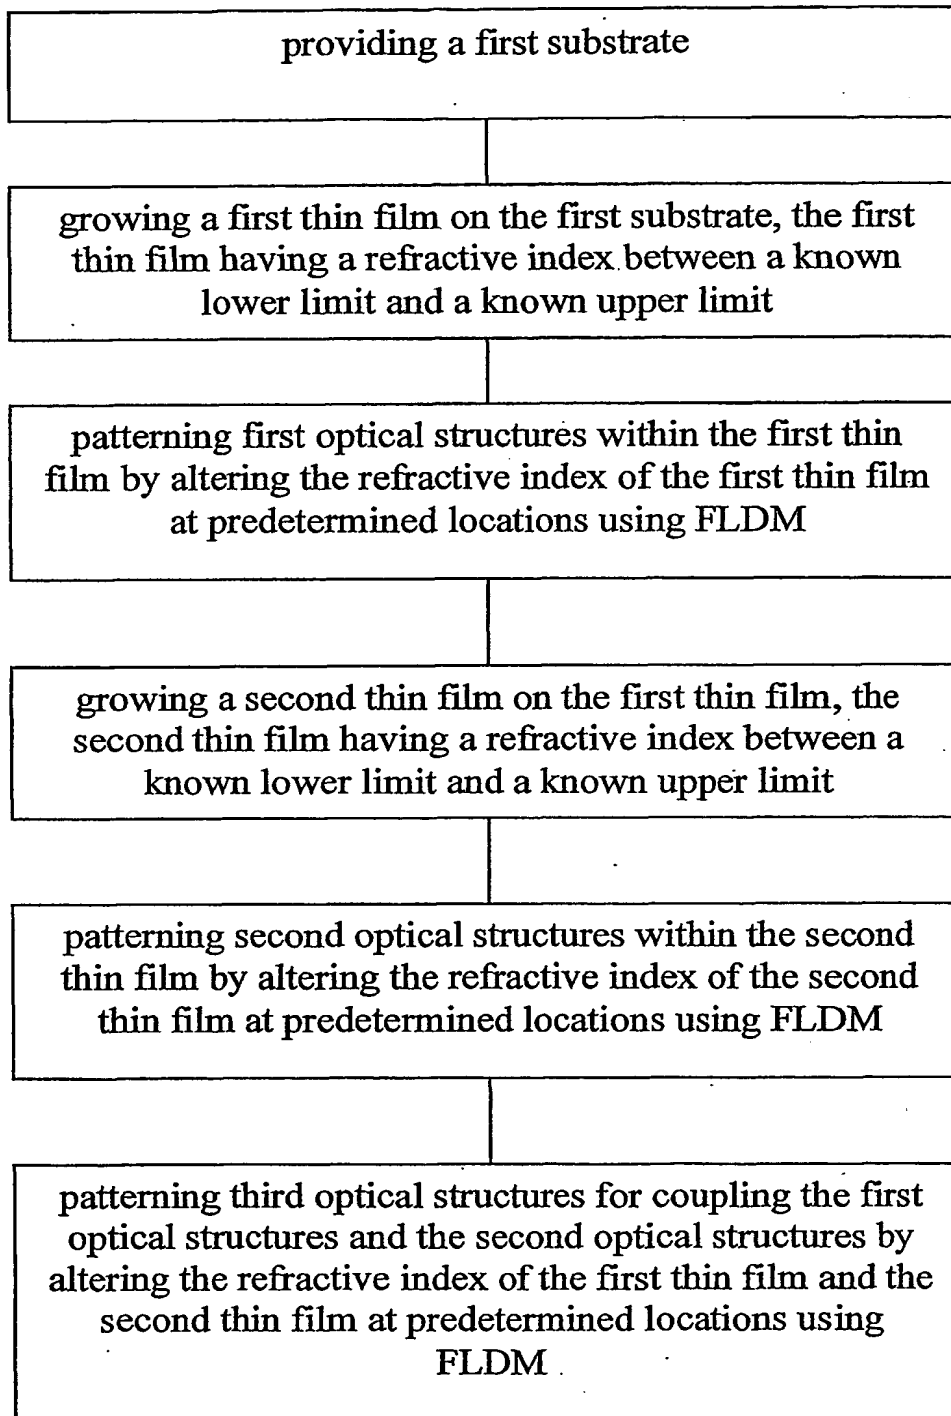 providing a first substrate
growing a first thin film on the first substrate, the first
thin film having a refractive index between a known
lower limit and a known upper limit
patterning first optical structures within the first thin
film by altering the refractive index of the first thin film
at predetermined locations using FLDM
growing a second thin film on the first thin film, the
second thin film having a refractive index between a
known lower limit and a known upper limit
patterning second optical structures within the second
thin film by altering the refractive index of the second
thin film at predetermined locations using FLDM
patterning third optical structures for coupling the first
optical structures and the second optical structures by
altering the refractive index of the first thin film and the
second thin film at predetermined locations using
FLDM